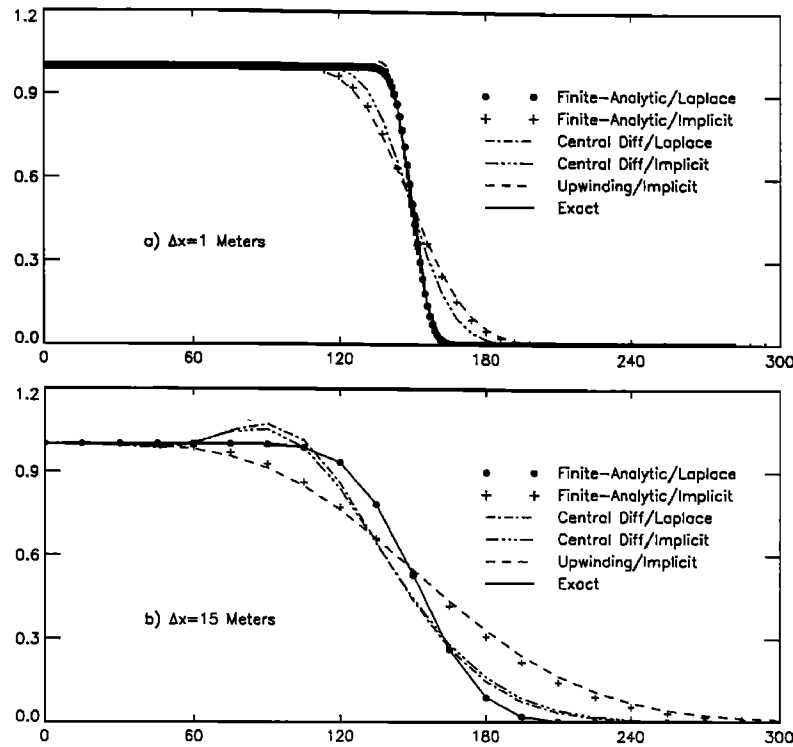 1.2
0.9
0.6
0.3
0.0
Finite-Analytic/Laplace
Finite-Analytic/Implicit
Central Diff/Laplace
Central Diff/Implicit
Upwinding/Implicit
Exact
a) Δx=1 Meters
0 60 120 180 240 300
1.2
0.9
0.6
0.3
0.0
Finite-Analytic/Laplace
Finite-Analytic/Implicit
Central Diff/Laplace
Central Diff/Implicit
Upwinding/Implicit
Exact
b) Δx=15 Meters
0 60 120 180 240 300